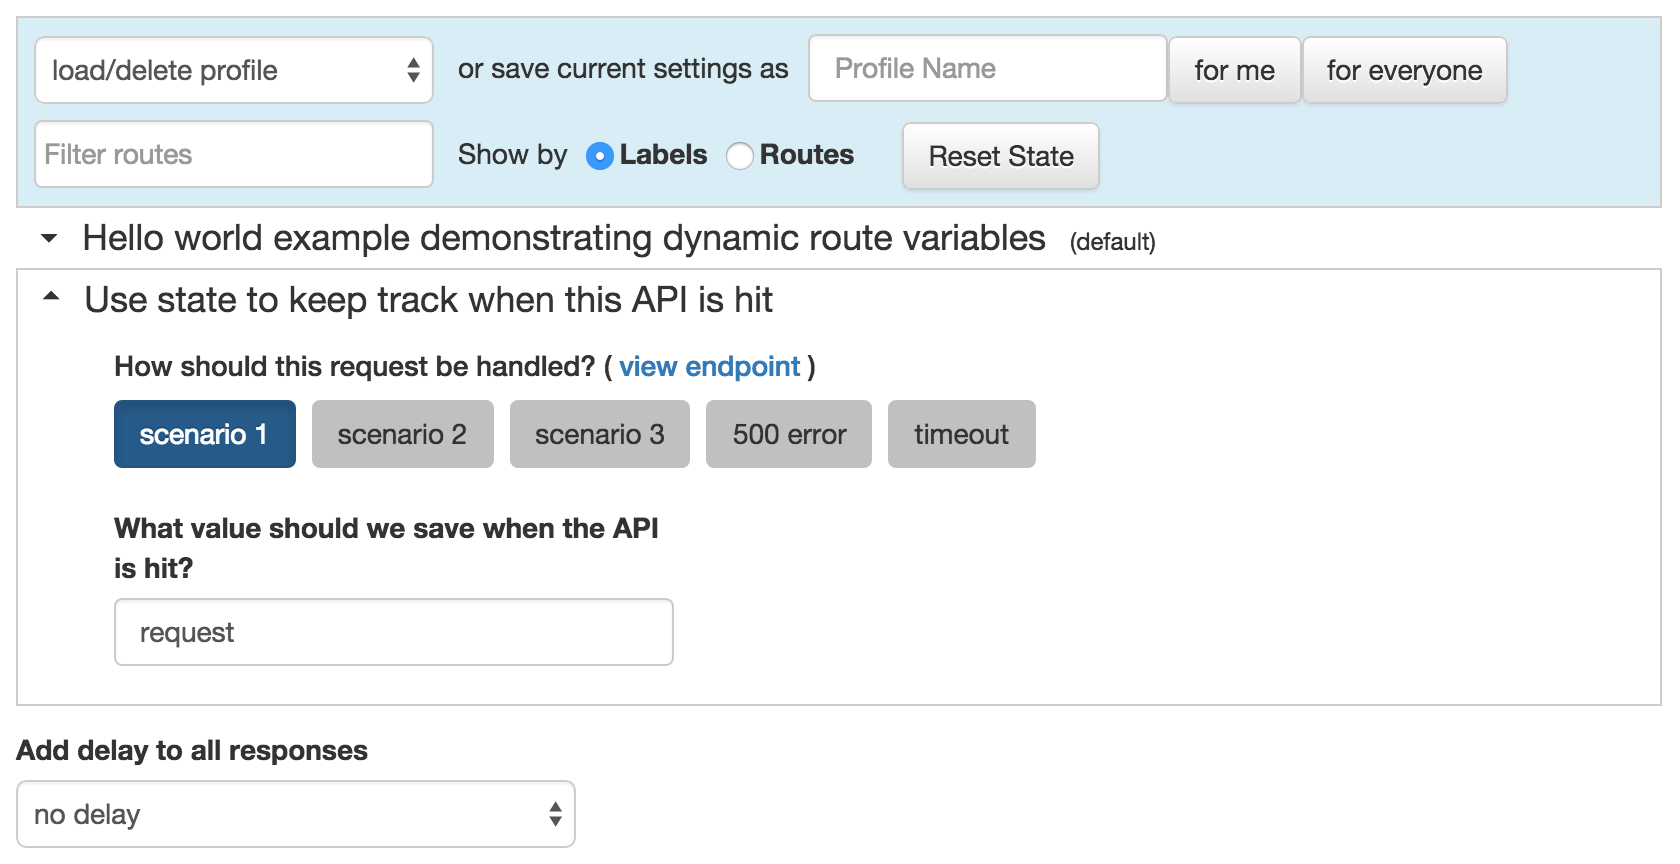 load/delete profile or save current settings as Profile Name for me for everyone
Filter routes Show by Labels Routes Reset State
Hello world example demonstrating dynamic route variables (default)
Use state to keep track when this API is hit
How should this request be handled? ( view endpoint )
scenario 1 scenario 2 scenario 3 500 error timeout
What value should we save when the API
is hit?
request
Add delay to all responses
no delay